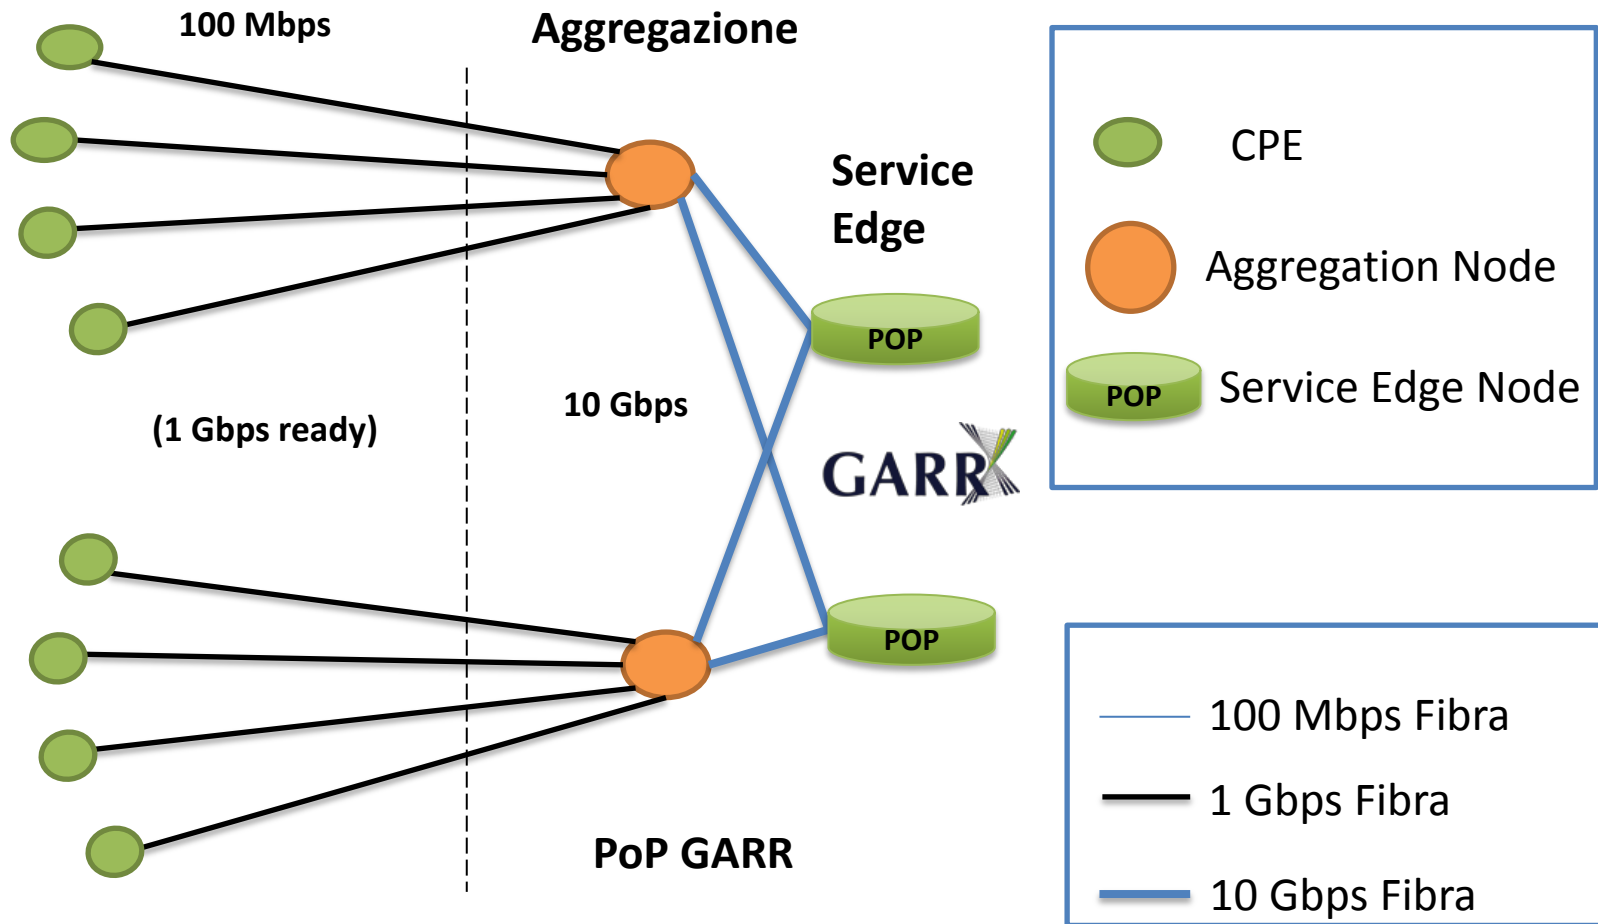 100 Mbps
Aggregazione
Service
Edge
POP
10 Gbps
(1 Gbps ready)
GARR
POP
PoP GARR
CPE
Aggregation Node
POP
Service Edge Node
100 Mbps Fibra
1 Gbps Fibra
10 Gbps Fibra